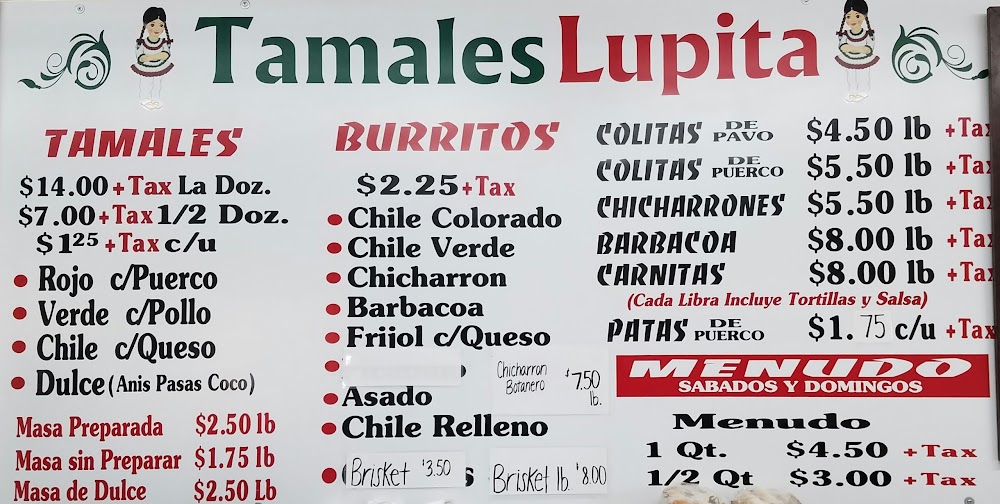 Tamales Lupita
TAMALES
$14.00+Tax La Doz.
$7.00+Tax 1/2 Doz.
$1 25 +Tax c/u
Rojo c/Puerco
Verde c/Pollo
Chile c/Queso
Dulce (Anis Pasas Coco)
Masa Preparada $2.50 lb
Masa sin Preparar $1.75 lb
Masa de Dulce $2.50 Lb
BURRITOS
$2.25+Tax
Chile Colorado
Chile Verde
Chicharron
Barbacoa
Frijol c/Queso
Asado
Chile Relleno
Brisket $3.50
Chicharron
Botanero $7.50
lb.
Brisket lb. $8.00
COLITAS DE PAVO $4.50 lb +Tax
COLITAS DE PUERCO $5.50 lb +Tax
CHICHARRONES $5.50 lb +Tax
BARBACOA $8.00 lb +Tax
CARNITAS $8.00 lb +Tax
(Cada Libra Incluye Tortillas y Salsa)
PATAS DE PUERCO $1.75 c/u +Tax
MENUDO
SABADOS Y DOMINGOS
Menudo
1 Qt. $4.50 +Tax
1/2 Qt $3.00 +Tax